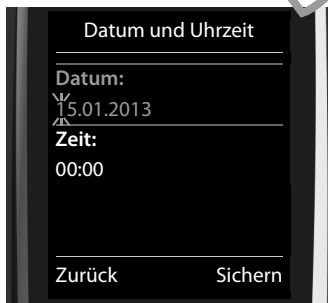 Datum und Uhrzeit
Datum:
15.01.2013
Zeit:
00:00
Zurück Sichern